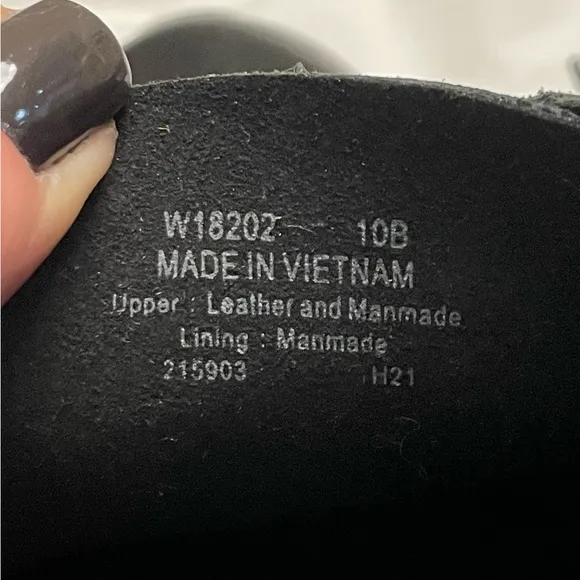 W18202 10B
MADE IN VIETNAM
Upper : Leather and Manmade
Lining : Manmade
215903 H21